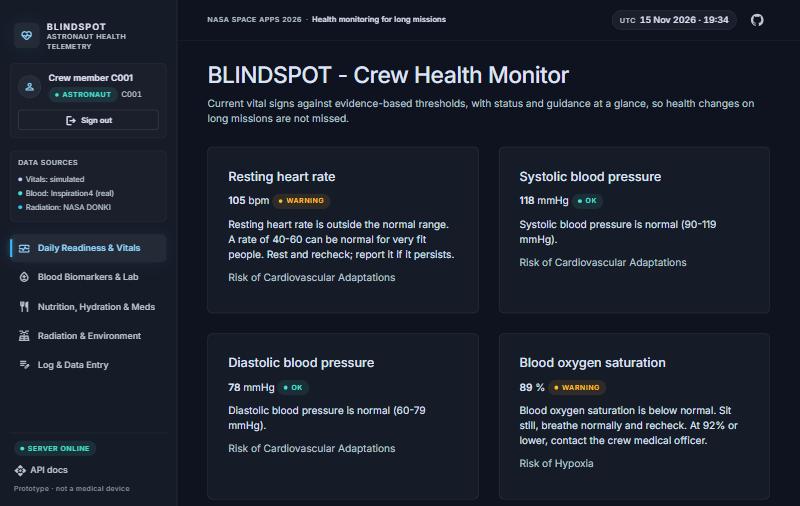 BLINDSPOT
ASTRONAUT HEALTH
TELEMETRY
Crew member C001
ASTRONAUT C001
Sign out
DATA SOURCES
Vitals: simulated
Blood: Inspiration4 (real)
Radiation: NASA DONKI
Daily Readiness & Vitals
Blood Biomarkers & Lab
Nutrition, Hydration & Meds
Radiation & Environment
Log & Data Entry
SERVER ONLINE
API docs
Prototype · not a medical device
NASA SPACE APPS 2026 · Health monitoring for long missions
UTC 15 Nov 2026 · 19:34
BLINDSPOT - Crew Health Monitor
Current vital signs against evidence-based thresholds, with status and guidance at a glance, so health changes on
long missions are not missed.
Resting heart rate
105 bpm WARNING
Resting heart rate is outside the normal range.
A rate of 40-60 can be normal for very fit
people. Rest and recheck; report it if it persists.
Risk of Cardiovascular Adaptations
Systolic blood pressure
118 mmHg OK
Systolic blood pressure is normal (90-119
mmHg).
Risk of Cardiovascular Adaptations
Diastolic blood pressure
78 mmHg OK
Diastolic blood pressure is normal (60-79
mmHg).
Risk of Cardiovascular Adaptations
Blood oxygen saturation
89 % WARNING
Blood oxygen saturation is below normal. Sit
still, breathe normally and recheck. At 92% or
lower, contact the crew medical officer.
Risk of Hypoxia